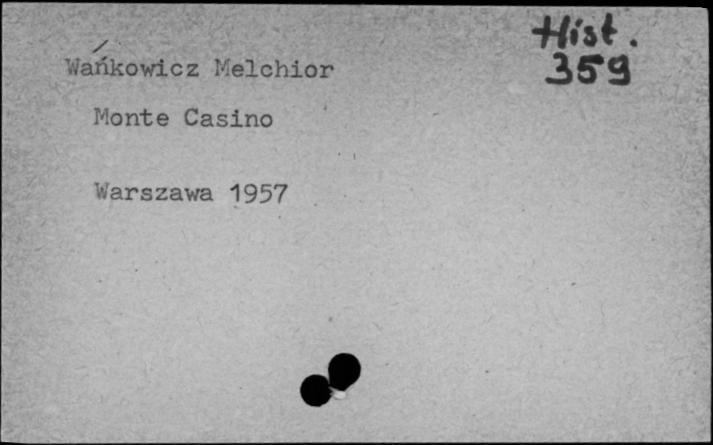 Hist.
359
Wańkowicz Melchior
Monte Casino
Warszawa 1957